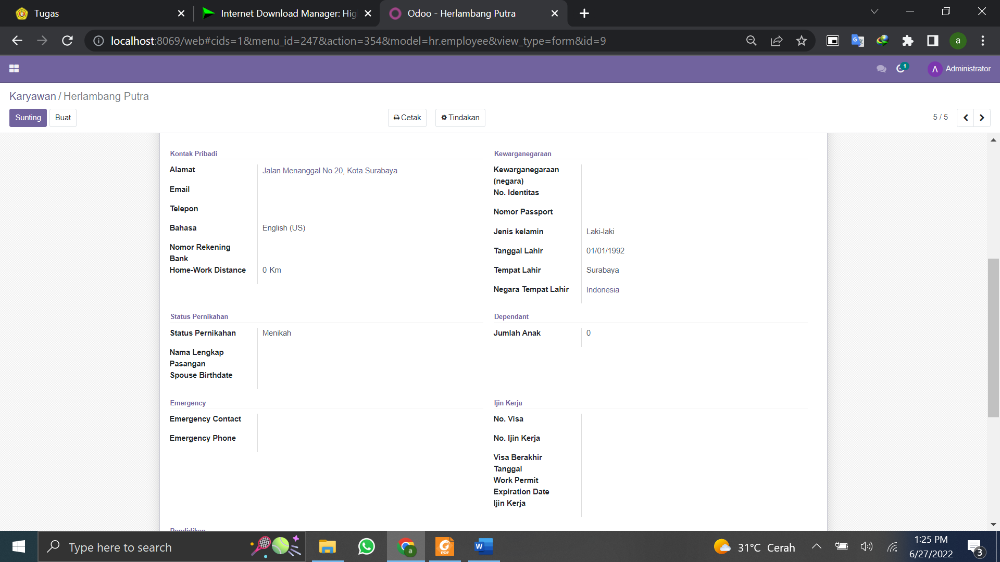 Tugas
Internet Download Manager: Hig
Odoo - Herlambang Putra
localhost:8069/web#cids=1&menu_id=247&action=354&model=hr.employee&view_type=form&id=9
a
1
A Administrator
Karyawan / Herlambang Putra
Sunting Buat
Cetak
Tindakan
5 / 5
Kontak Pribadi
Alamat Jalan Menanggal No 20, Kota Surabaya
Email
Telepon
Bahasa English (US)
Nomor Rekening
Bank
Home-Work Distance 0 Km
Kewarganegaraan
Kewarganegaraan
(negara)
No. Identitas
Nomor Passport
Jenis kelamin Laki-laki
Tanggal Lahir 01/01/1992
Tempat Lahir Surabaya
Negara Tempat Lahir Indonesia
Status Pernikahan
Status Pernikahan Menikah
Nama Lengkap
Pasangan
Spouse Birthdate
Dependant
Jumlah Anak 0
Emergency
Emergency Contact
Emergency Phone
Ijin Kerja
No. Visa
No. Ijin Kerja
Visa Berakhir
Tanggal
Work Permit
Expiration Date
Ijin Kerja
Pendidikan
Type here to search
a
PDF
W
31°C Cerah
1:25 PM
6/27/2022
3